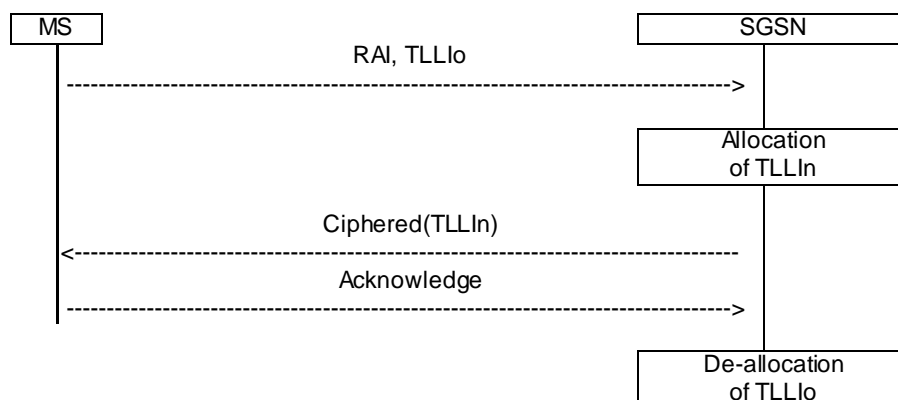 MS
SGSN
RAI, TLLIo
Allocation
of TLLIn
Ciphered(TLLIn)
Acknowledge
De-allocation
of TLLIo